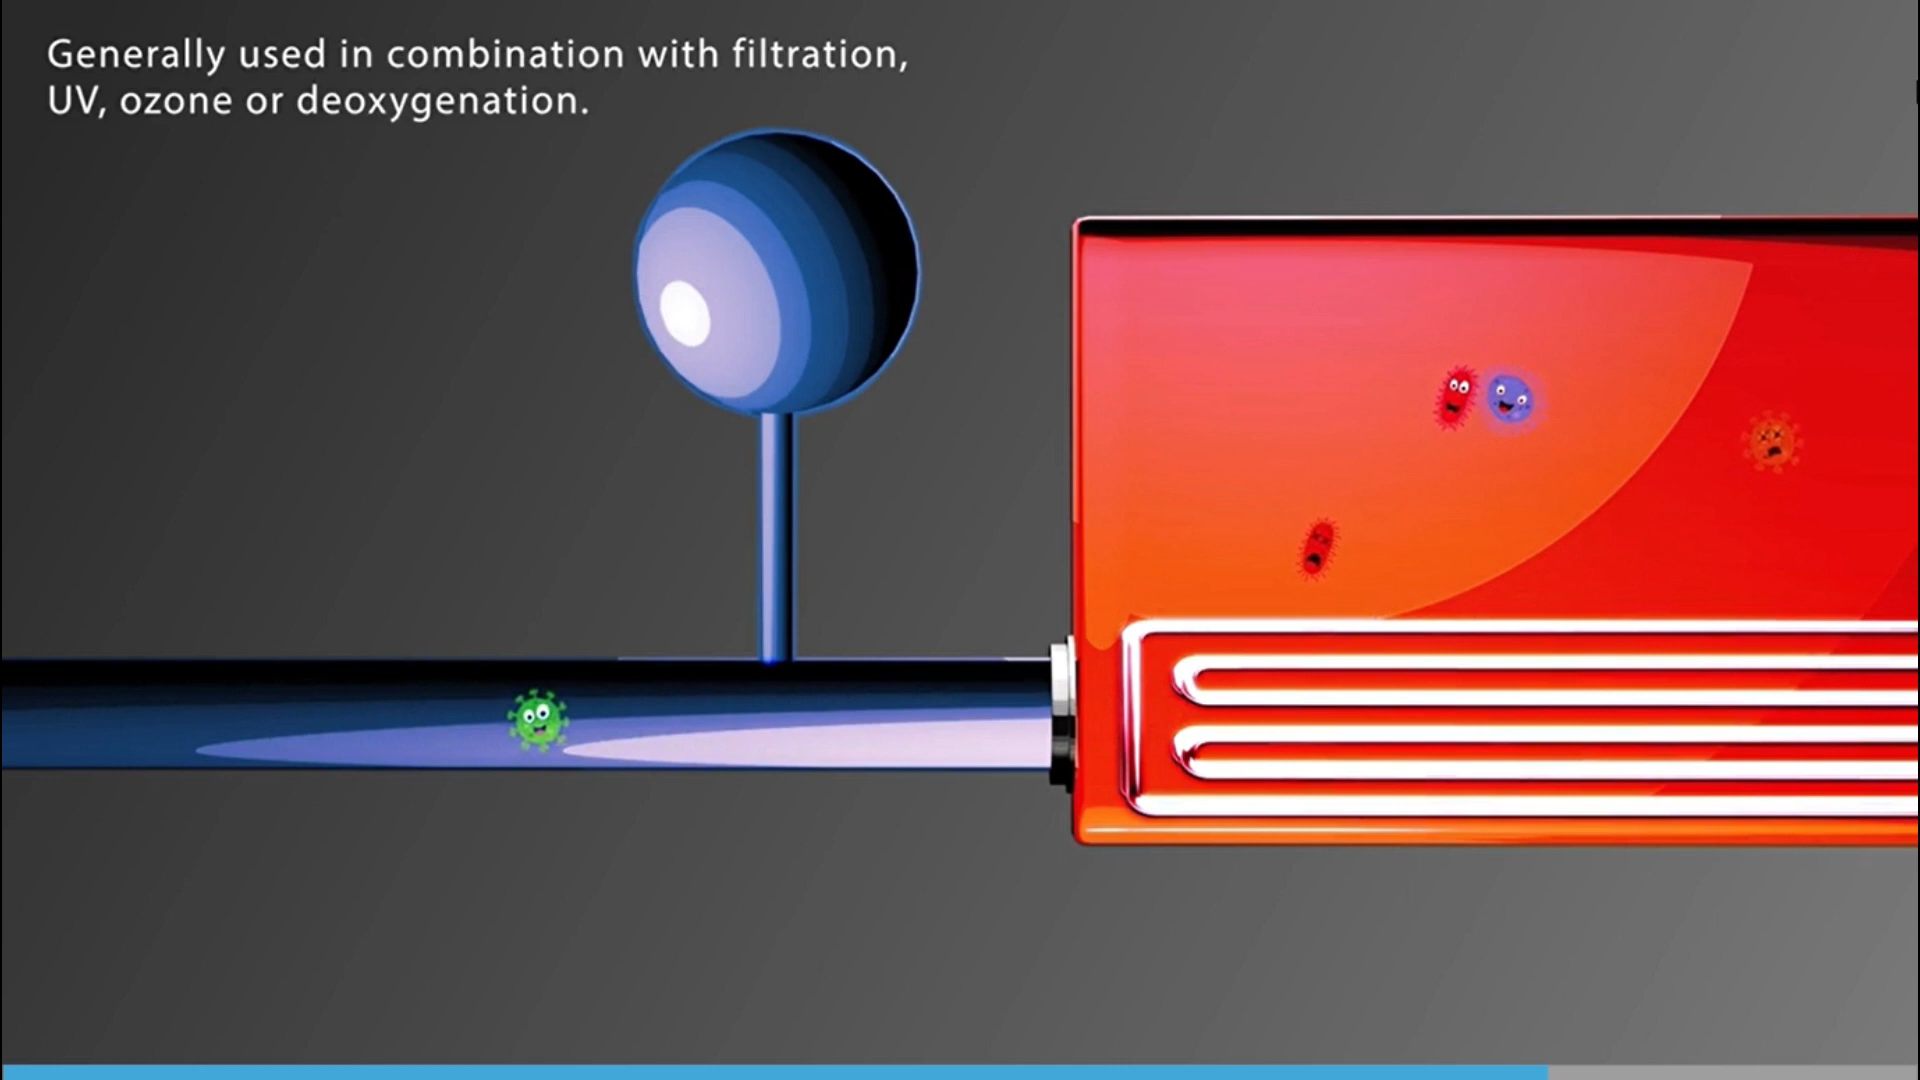 Generally used in combination with filtration,
UV, ozone or deoxygenation.